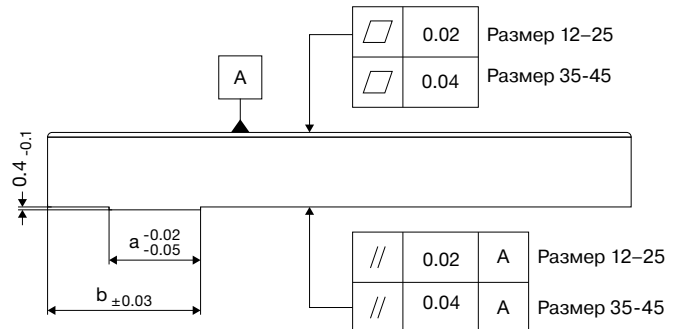 0.02 Размер 12–25
0.04 Размер 35-45
A
0.4 -0.1
a -0.02
-0.05
b ±0.03
// 0.02 A Размер 12–25
// 0.04 A Размер 35-45